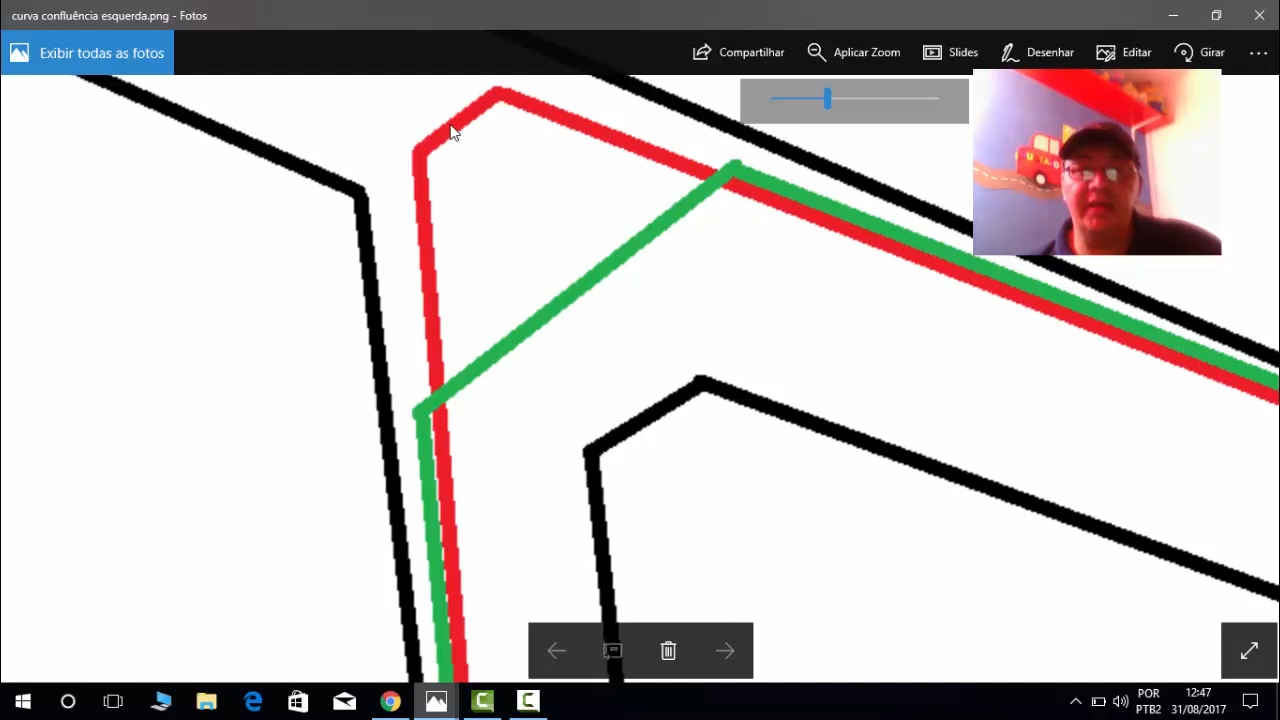 curva confluência esquerda.png - Fotos
Exibir todas as fotos
Compartilhar
Aplicar Zoom
Slides
Desenhar
Editar
Girar
POR
PTB2
12:47
31/08/2017